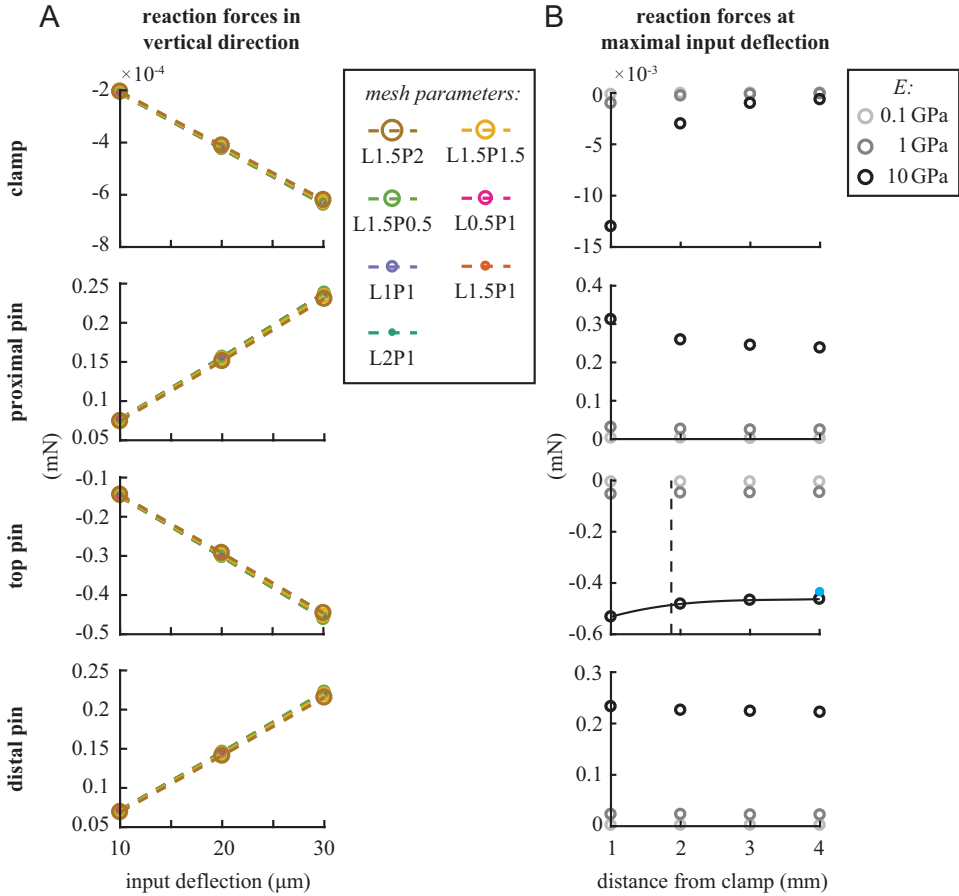 A
reaction forces in
vertical direction
B
reaction forces at
maximal input deflection
×10⁻⁴
-2
-4
-6
-8
clamp
mesh parameters:
L1.5P2
L1.5P1.5
L1.5P0.5
L0.5P1
L1P1
L1.5P1
L2P1
×10⁻³
0
-5
-10
-15
E:
0.1 GPa
1 GPa
10 GPa
proximal pin
0.25
0.2
0.15
0.1
0.05
(mN)
0.4
0.3
0.2
0.1
0
(mN)
top pin
-0.1
-0.2
-0.3
-0.4
-0.5
0
-0.2
-0.4
-0.6
distal pin
0.25
0.2
0.15
0.1
0.05
10
20
30
input deflection (μm)
0.3
0.2
0.1
0
1
2
3
4
distance from clamp (mm)